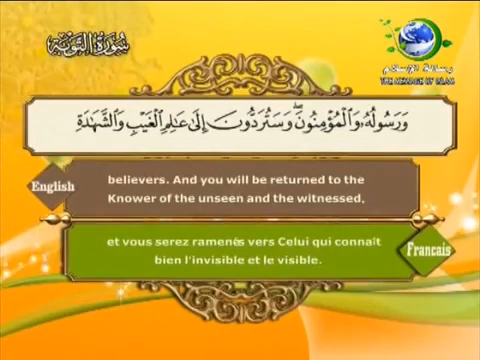 سُورَةُ التَّوْبَةِ
رسالة الإسلام
THE MESSAGE OF ISLAM
وَرَسُولُهُۥ وَٱلْمُؤْمِنُونَ ۖ وَسَتُرَدُّونَ إِلَىٰ عَـٰلِمِ ٱلْغَيْبِ وَٱلشَّهَـٰدَةِ
English
believers. And you will be returned to the
Knower of the unseen and the witnessed,
et vous serez ramenés vers Celui qui connaît
bien l'invisible et le visible.
Francais